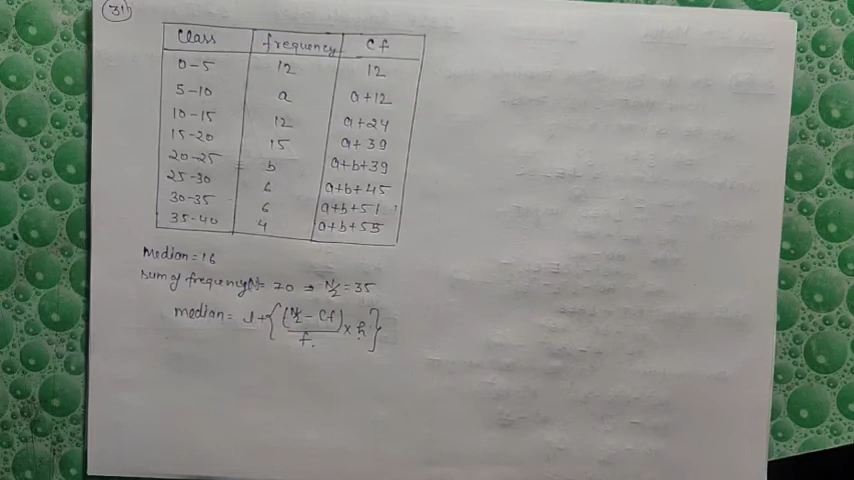 31
Class frequency Cf
0-5 12 12
5-10 a a+12
10-15 12 a+24
15-20 15 a+39
20-25 b a+b+39
25-30 6 a+b+45
30-35 6 a+b+51
35-40 4 a+b+55
Median=16
Sum of frequency(N)= 70 ⇒ N/2=35
median= l+{(N/2-Cf)/f×h}